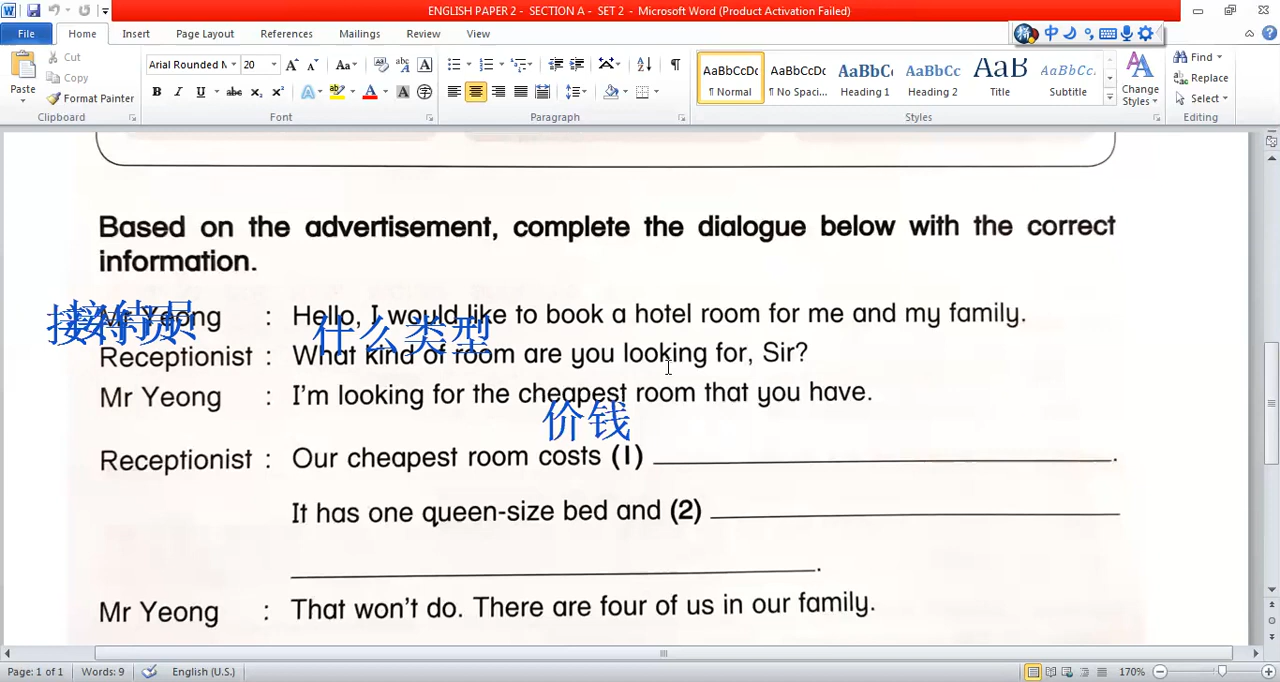 ENGLISH PAPER 2 - SECTION A - SET 2 - Microsoft Word (Product Activation Failed)
File Home Insert Page Layout References Mailings Review View
中
Paste
Cut
Copy
Format Painter
Clipboard
Arial Rounded M 20
Font
Paragraph
AaBbCcDc AaBbCcDc AaBbCc AaBbCc AaB AaBbCc.
¶ Normal ¶ No Spaci... Heading 1 Heading 2 Title Subtitle
Change Styles
Styles
Find
Replace
Select
Editing
Based on the advertisement, complete the dialogue below with the correct
information.
接待员
Mr Yeong : Hello, I would like to book a hotel room for me and my family.
什么类型
Receptionist : What kind of room are you looking for, Sir?
Mr Yeong : I'm looking for the cheapest room that you have.
价钱
Receptionist : Our cheapest room costs (1) ____.
It has one queen-size bed and (2) ____
____.
Mr Yeong : That won't do. There are four of us in our family.
Page: 1 of 1 Words: 9 English (U.S.) 170%